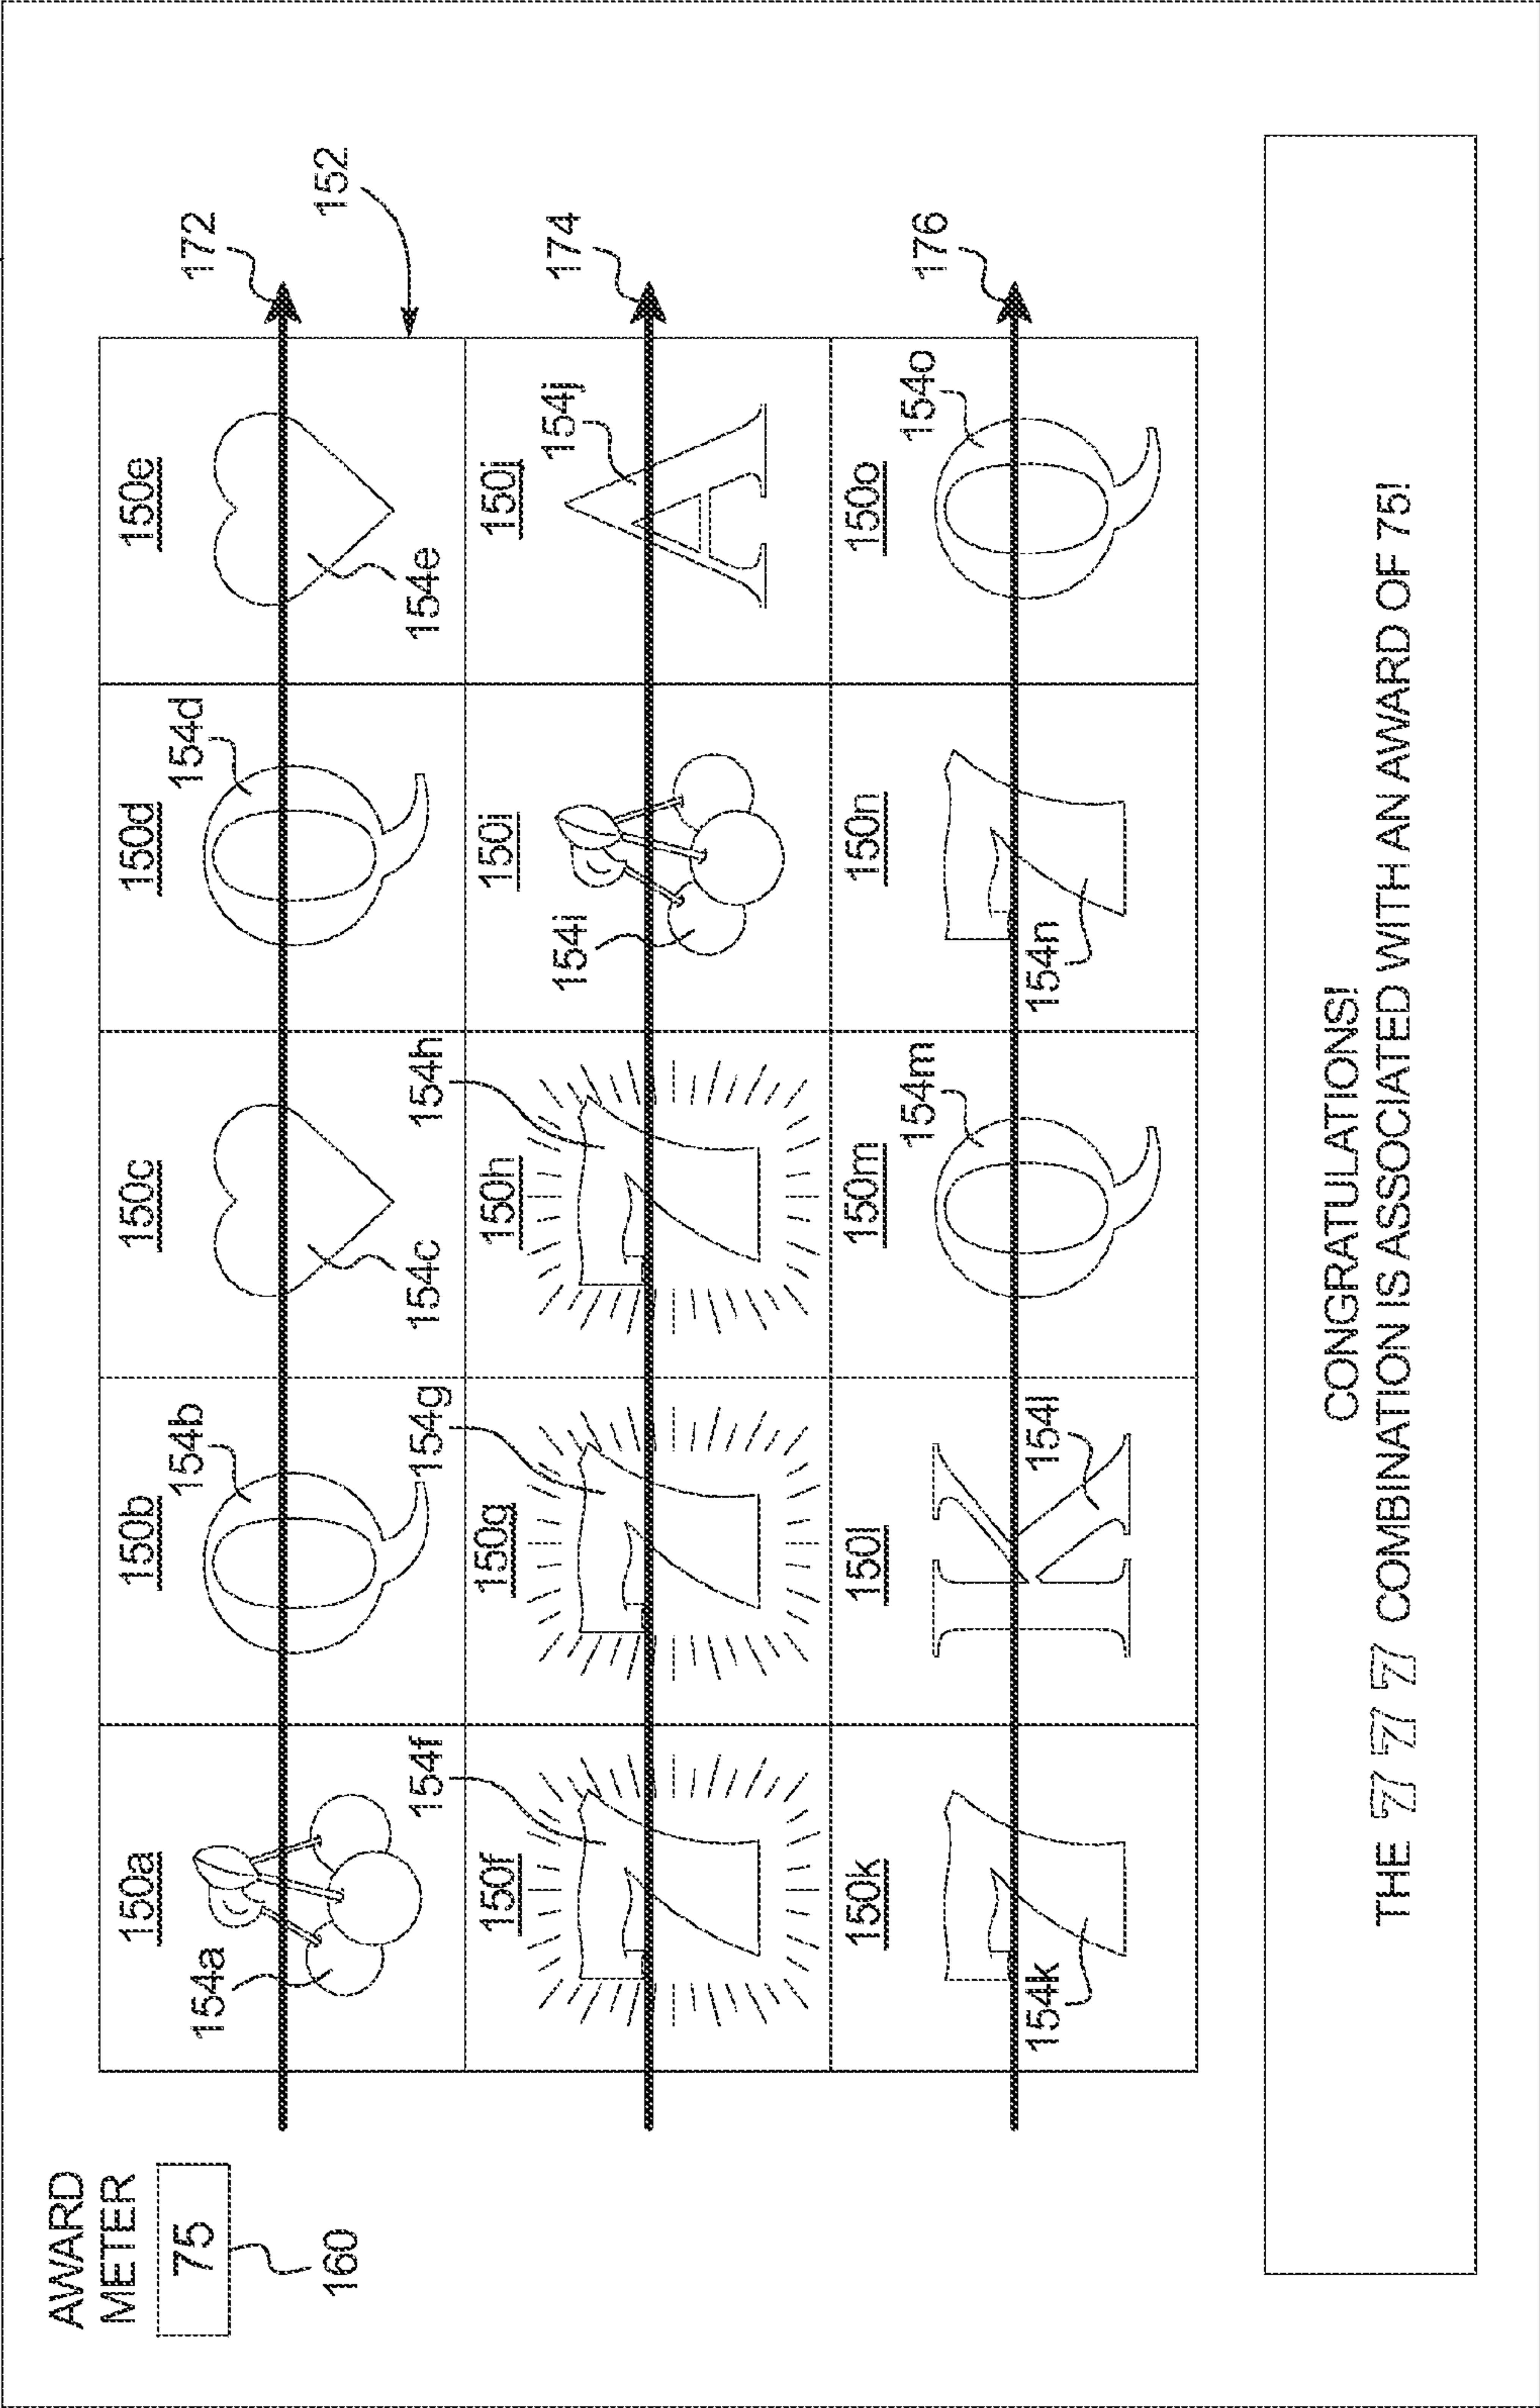 AWARD
METER
75
160
172
152
174
176
150a
154a
150b
154b
150c
154c
150d
154d
150e
154e
150f
154f
150g
154g
150h
154h
150i
154i
150j
A
154j
150k
7
154k
150l
K
154l
150m
Q
154m
150n
7
154n
150o
Q
154o
CONGRATULATIONS!
THE 7 7 7 COMBINATION IS ASSOCIATED WITH AN AWARD OF 75!